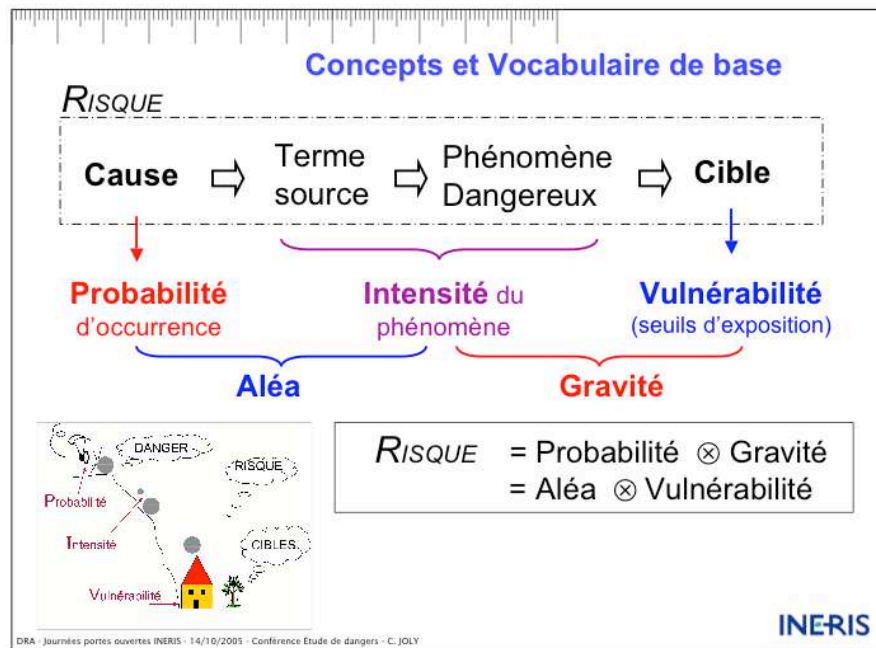 Concepts et Vocabulaire de base
RISQUE
Cause
Terme
source
Phénomène
Dangereux
Cible
Probabilité
d'occurrence
Intensité du
phénomène
Vulnérabilité
(seuils d'exposition)
Aléa
Gravité
DANGER
RISQUE
Probabilité
Intensité
CIBLES
Vulnérabilité
RISQUE = Probabilité ⊗ Gravité
= Aléa ⊗ Vulnérabilité
INERIS
DRA - Journées portes ouvertes INERIS - 14/10/2005 - Conférence Etude de dangers - C. JOLY